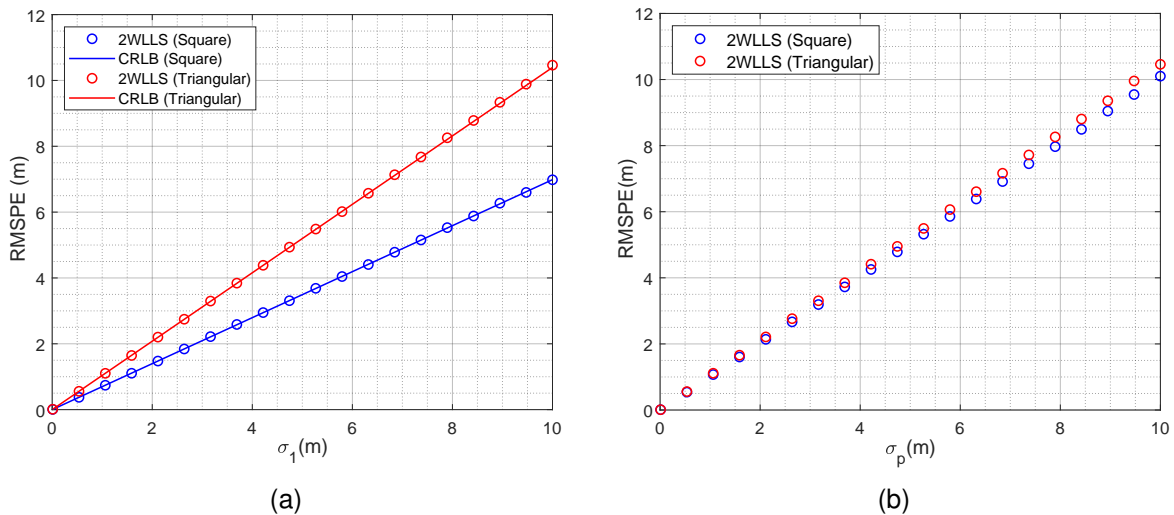 12
10
8
6
4
2
0
RMSPE (m)
2WLLS (Square)
CRLB (Square)
2WLLS (Triangular)
CRLB (Triangular)
0 2 4 6 8 10
σ1(m)
(a)
12
10
8
6
4
2
0
RMSPE(m)
2WLLS (Square)
2WLLS (Triangular)
0 2 4 6 8 10
σp(m)
(b)